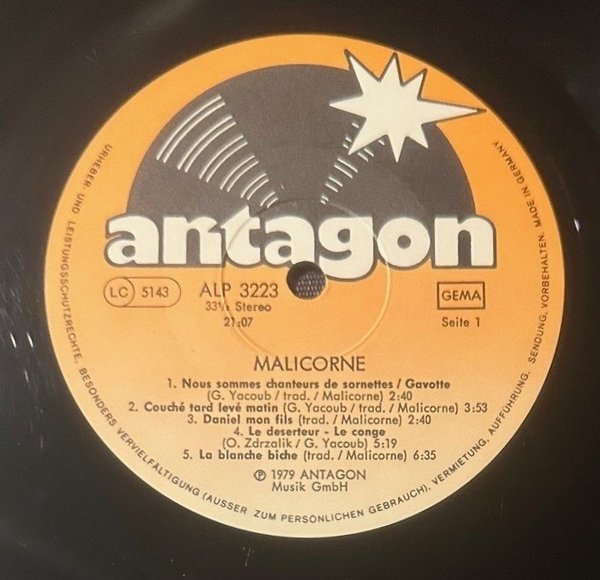 antagon
LC 5143
ALP 3223
33⅓ Stereo
21:07
GEMA
Seite 1
MALICORNE
1. Nous sommes chanteurs de sornettes / Gavotte
(G. Yacoub / trad. / Malicorne) 2:40
2. Couché tard levé matin (G. Yacoub / trad. / Malicorne) 3:53
3. Daniel mon fils (trad. / Malicorne) 2:40
4. Le deserteur - Le conge
(O. Zdrzalik / G. Yacoub) 5:19
5. La blanche biche (trad. / Malicorne) 6:35
℗ 1979 ANTAGON
Musik GmbH
URHEBER- UND LEISTUNGSSCHUTZRECHTE, BESONDERS VERVIELFÄLTIGUNG (AUSSER ZUM PERSÖNLICHEN GEBRAUCH), VERMIETUNG, AUFFÜHRUNG, SENDUNG, VORBEHALTEN. MADE IN GERMANY